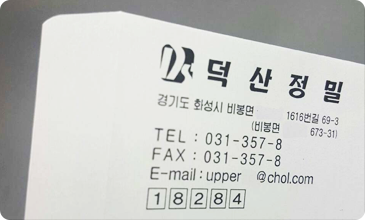 덕산정밀
경기도 화성시 비봉면 1616번길 69-3
(비봉면 673-31)
TEL : 031-357-8
FAX : 031-357-8
E-mail : upper @chol.com
18284